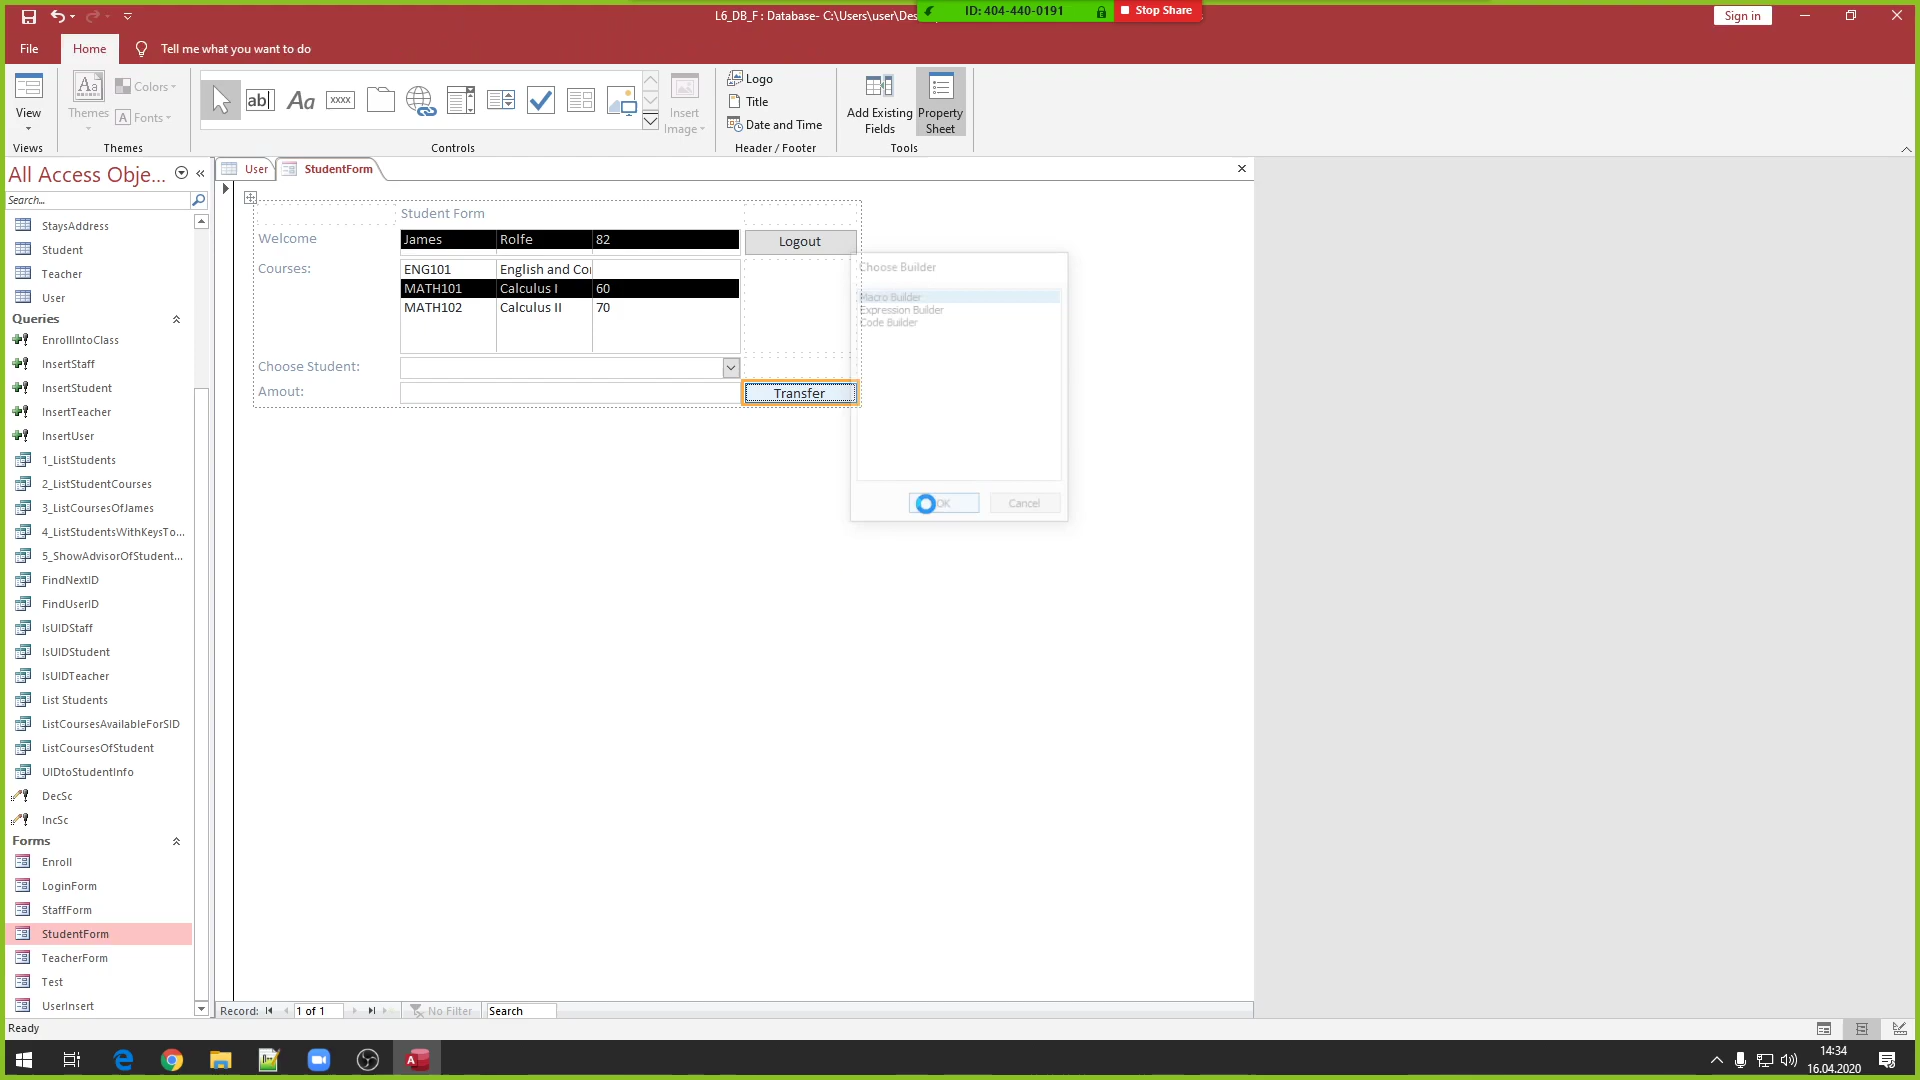 L6_DB_F : Database- C:\Users\user\Des
ID: 404-440-0191
Stop Share
Sign in
File
Home
Tell me what you want to do
View
Views
Aa
Themes
Colors
Fonts
Themes
ab|
Aa
xxxx
Insert
Image
Controls
Logo
Title
Date and Time
Header / Footer
Add Existing
Fields
Property
Sheet
Tools
All Access Obje...
Search...
StaysAddress
Student
Teacher
User
Queries
EnrollIntoClass
InsertStaff
InsertStudent
InsertTeacher
InsertUser
1_ListStudents
2_ListStudentCourses
3_ListCoursesOfJames
4_ListStudentsWithKeysTo...
5_ShowAdvisorOfStudent...
FindNextID
FindUserID
IsUIDStaff
IsUIDStudent
IsUIDTeacher
List Students
ListCoursesAvailableForSID
ListCoursesOfStudent
UIDtoStudentInfo
DecSc
IncSc
Forms
Enroll
LoginForm
StaffForm
StudentForm
TeacherForm
Test
UserInsert
User
StudentForm
Student Form
Welcome
James Rolfe 82
Logout
Courses:
ENG101 English and Co
MATH101 Calculus I 60
MATH102 Calculus II 70
Choose Student:
Amout:
Transfer
Choose Builder
Macro Builder
Expression Builder
Code Builder
OK
Cancel
Record:
1 of 1
No Filter
Search
Ready
14:34
16.04.2020